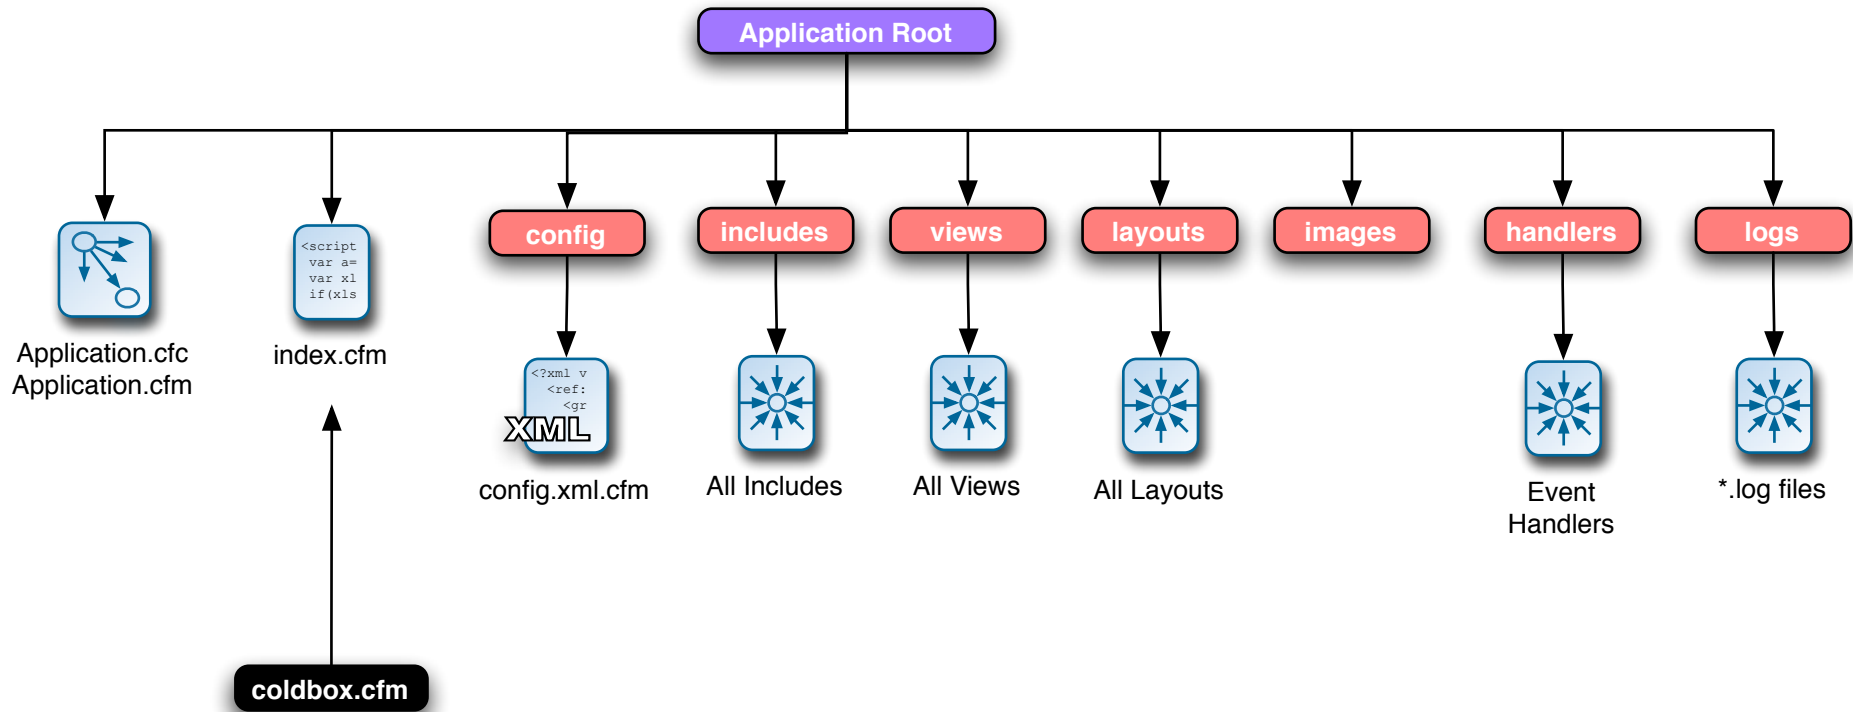 Application Root
config
includes
views
layouts
images
handlers
logs
<script
var a=
var xl
if(xls
Application.cfc
Application.cfm
index.cfm
<?xml v
<ref:
<gr
XML
config.xml.cfm
All Includes
All Views
All Layouts
Event
Handlers
*.log files
coldbox.cfm